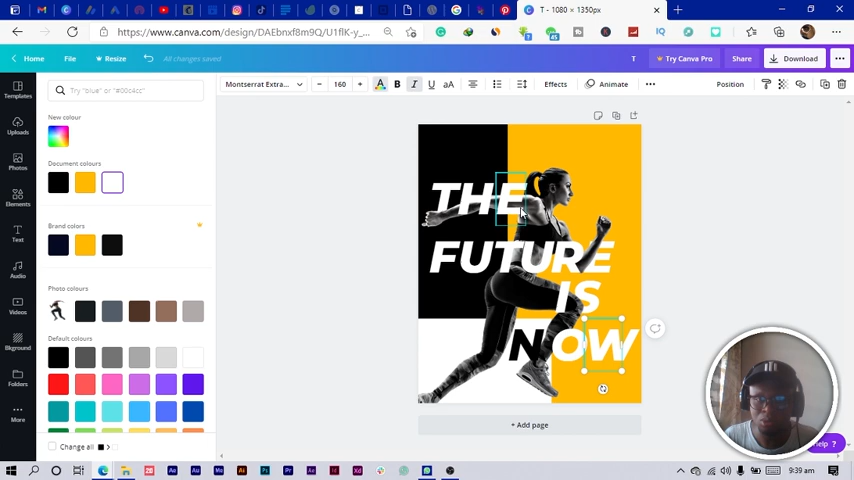 T - 1080 × 1350px
https://www.canva.com/design/DAEbnxf8m9Q/U1flK-y_...
Home
File
Resize
All changes saved
T
Try Canva Pro
Share
Download
Montserrat Extra...
160
B
I
U
aA
Effects
Animate
Position
Templates
Uploads
Photos
Elements
Text
Audio
Videos
Bkground
Folders
More
Try "blue" or "#00c4cc"
New colour
Document colours
Brand colours
Photo colours
Default colours
Change all
THE
FUTURE
IS
NOW
+ Add page
Help ?
9:39 am